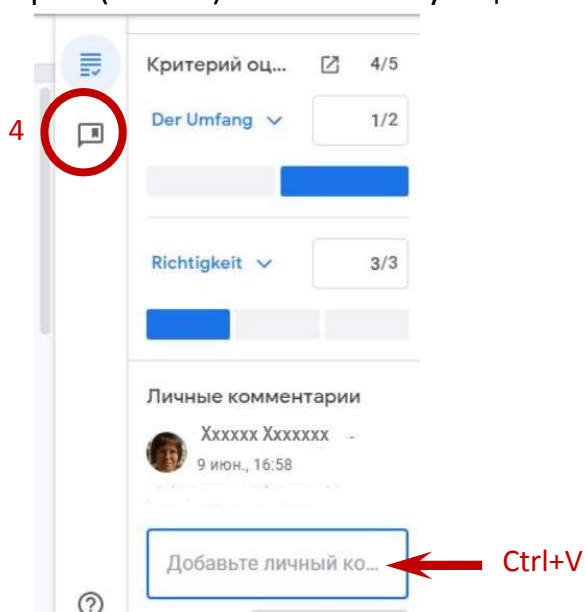 Критерий оц... 4/5
4
Der Umfang 1/2
Richtigkeit 3/3
Личные комментарии
Xxxxxx Xxxxxxx -
9 июн., 16:58
Добавьте личный ко... Ctrl+V